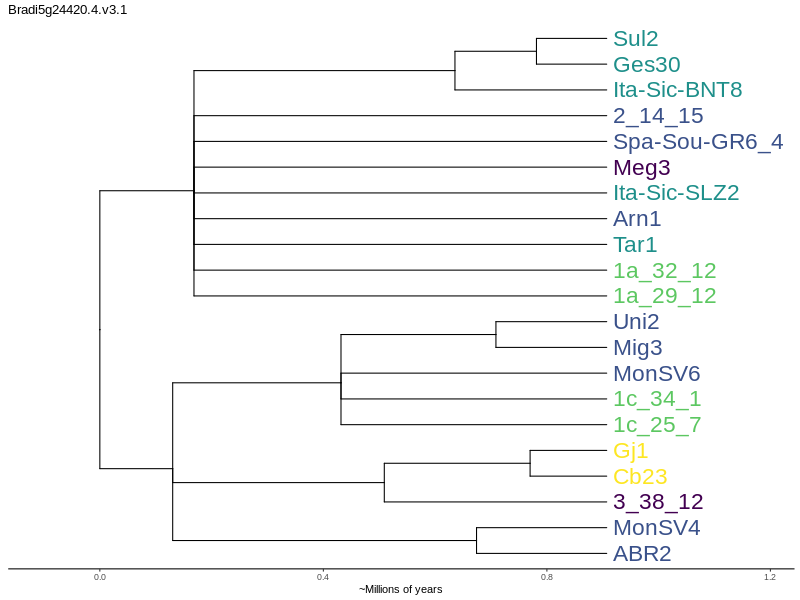 Bradi5g24420.4.v3.1
Sul2
Ges30
Ita-Sic-BNT8
2_14_15
Spa-Sou-GR6_4
Meg3
Ita-Sic-SLZ2
Arn1
Tar1
1a_32_12
1a_29_12
Uni2
Mig3
MonSV6
1c_34_1
1c_25_7
Gj1
Cb23
3_38_12
MonSV4
ABR2
0.0 0.4 0.8 1.2
~Millions of years